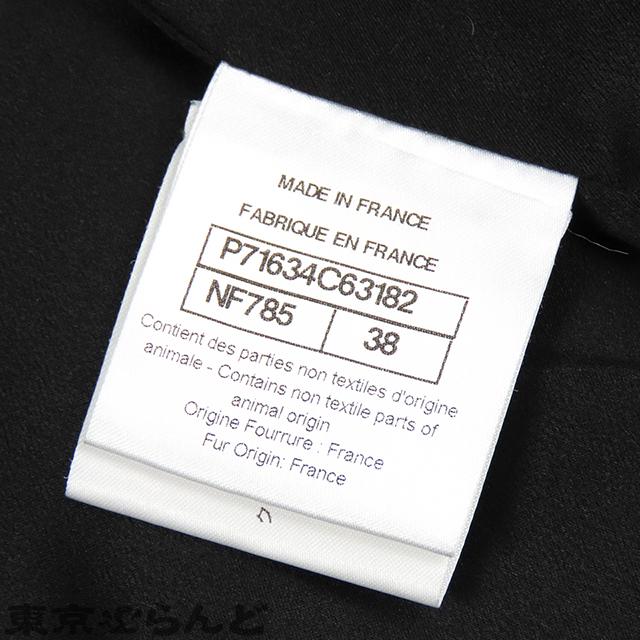 MADE IN FRANCE
FABRIQUE EN FRANCE
P71634C63182
NF785 38
Contient des parties non textiles d'origine
animale - Contains non textile parts of
animal origin
Origine Fourrure : France
Fur Origin: France
東京ぶらんど